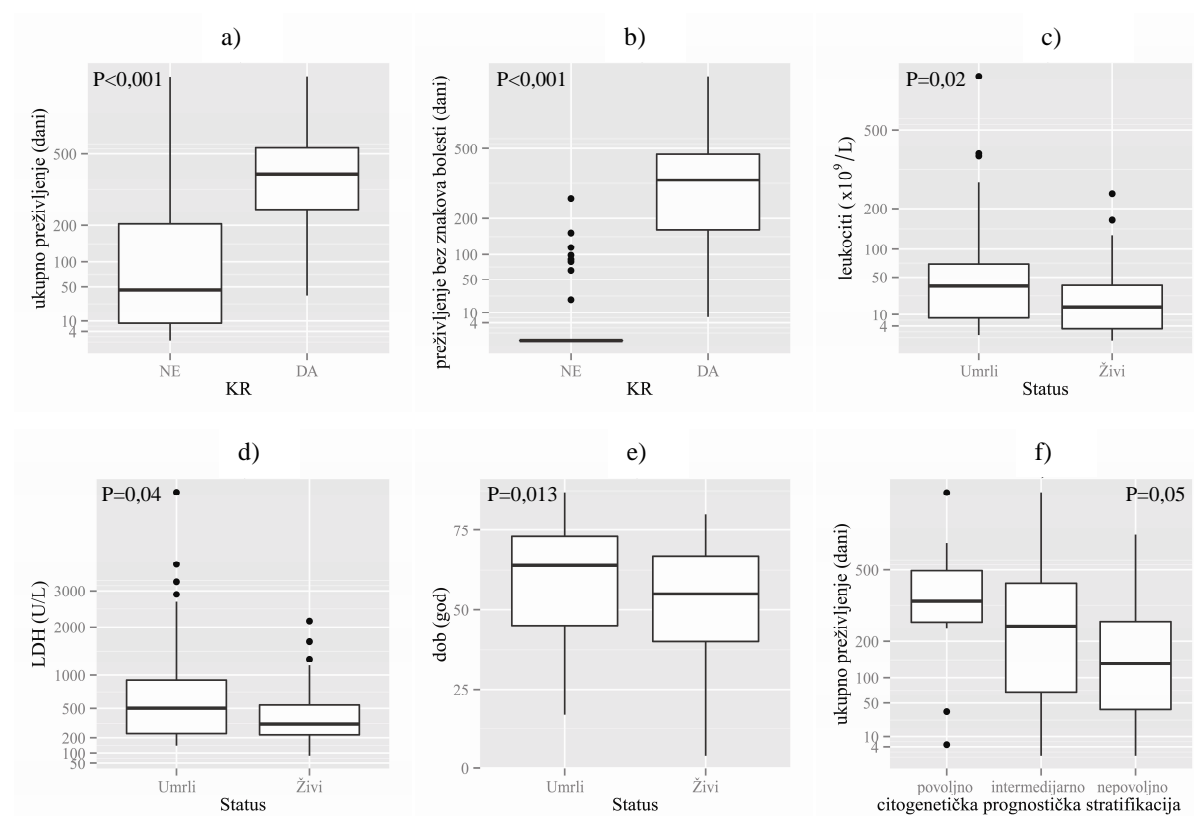 a)
P<0,001
ukupno preživljenje (dani)
500
200
100
50
10
4
NE
DA
KR
b)
P<0,001
preživljenje bez znakova bolesti (dani)
500
200
100
50
10
4
NE
DA
KR
c)
P=0,02
leukociti ( x10⁹/L)
500
200
100
50
10
4
Umrli
Živi
Status
d)
P=0,04
LDH (U/L)
3000
2000
1000
500
200
100
50
Umrli
Živi
Status
e)
P=0,013
dob (god)
75
50
25
0
Umrli
Živi
Status
f)
P=0,05
ukupno preživljenje (dani)
500
200
100
50
10
4
povoljno
intermedijarno
nepovoljno
citogenetička prognostička stratifikacija